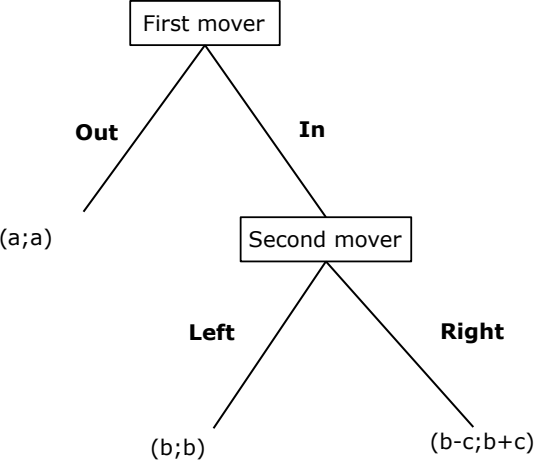 First mover
Out
In
(a;a)
Second mover
Left
Right
(b;b)
(b-c;b+c)